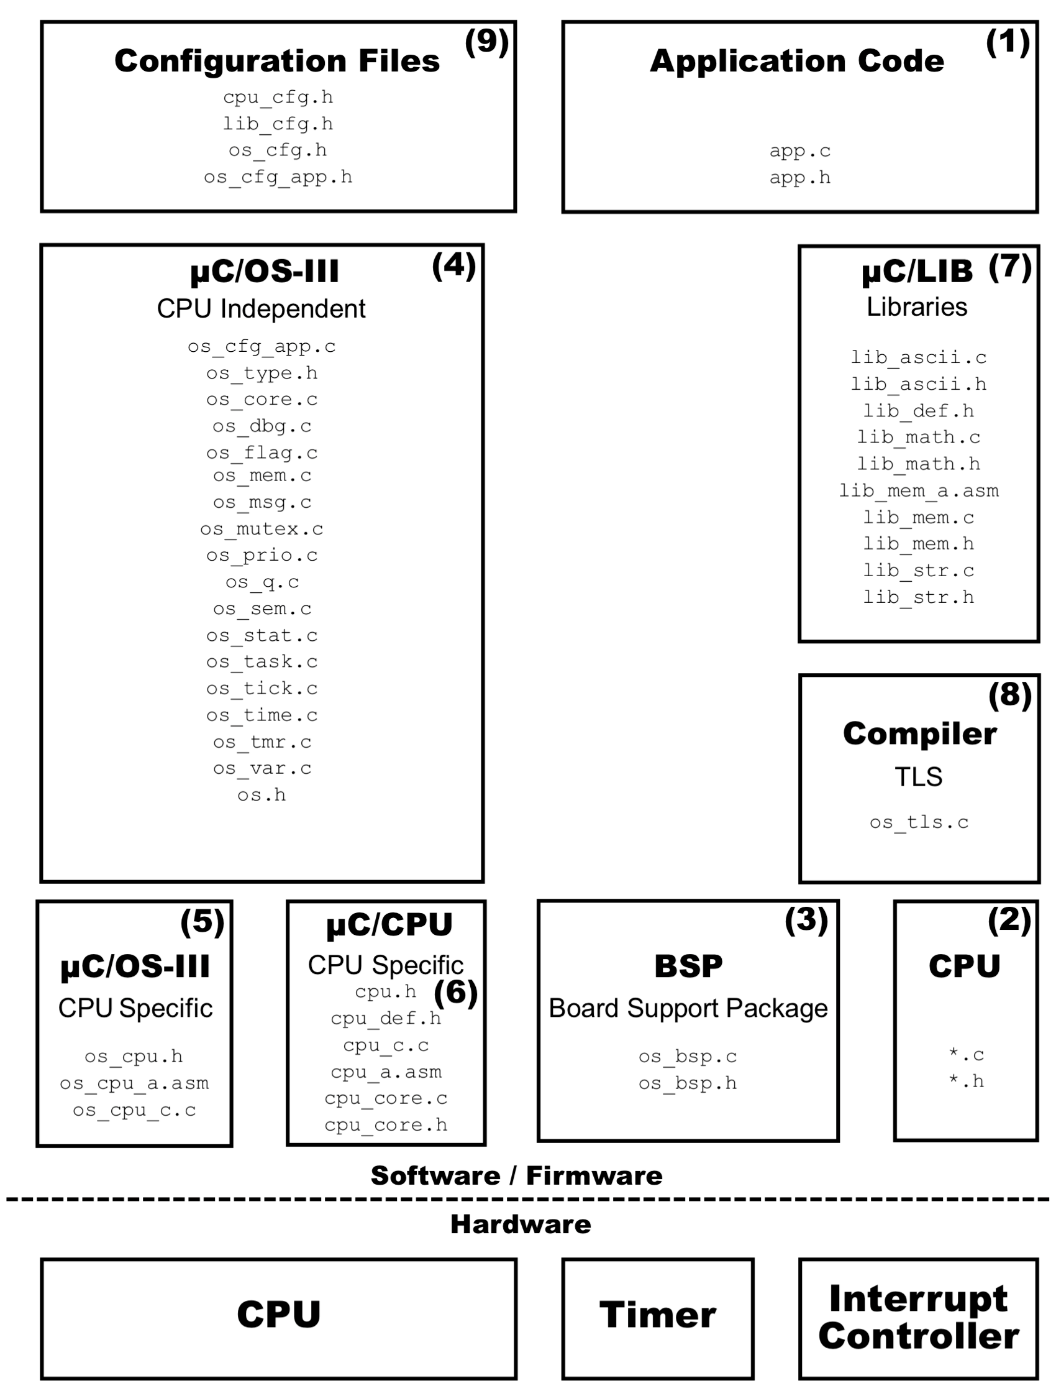 Configuration Files (9)
cpu_cfg.h
lib_cfg.h
os_cfg.h
os_cfg_app.h
Application Code (1)
app.c
app.h
µC/OS-III (4)
CPU Independent
os_cfg_app.c
os_type.h
os_core.c
os_dbg.c
os_flag.c
os_mem.c
os_msg.c
os_mutex.c
os_prio.c
os_q.c
os_sem.c
os_stat.c
os_task.c
os_tick.c
os_time.c
os_tmr.c
os_var.c
os.h
µC/LIB (7)
Libraries
lib_ascii.c
lib_ascii.h
lib_def.h
lib_math.c
lib_math.h
lib_mem_a.asm
lib_mem.c
lib_mem.h
lib_str.c
lib_str.h
(8)
Compiler
TLS
os_tls.c
(5)
µC/OS-III
CPU Specific
os_cpu.h
os_cpu_a.asm
os_cpu_c.c
µC/CPU
CPU Specific
cpu.h (6)
cpu_def.h
cpu_c.c
cpu_a.asm
cpu_core.c
cpu_core.h
(3)
BSP
Board Support Package
os_bsp.c
os_bsp.h
(2)
CPU
*.c
*.h
Software / Firmware
Hardware
CPU
Timer
Interrupt
Controller